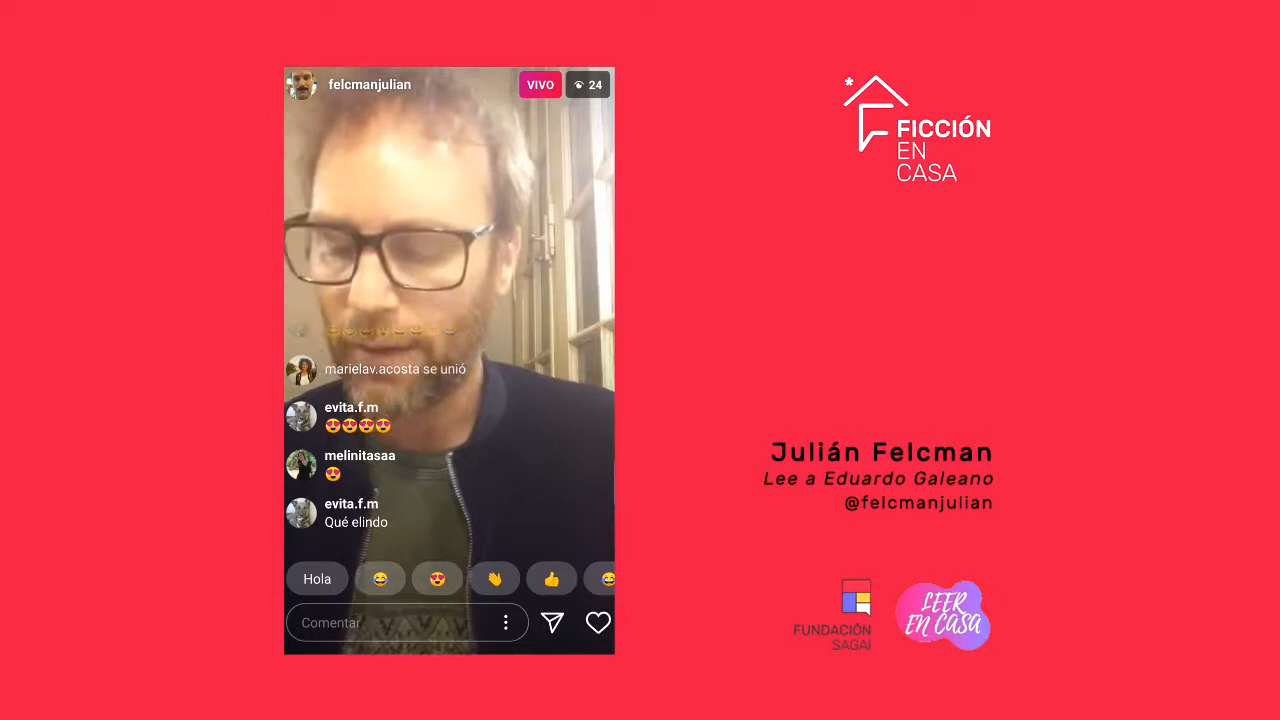 felcmanjulian
VIVO
24
marielav.acosta se unió
evita.f.m
melinitasaa
evita.f.m
Qué elindo
Hola
Comentar
*
FICCIÓN
EN
CASA
Julián Felcman
Lee a Eduardo Galeano
@felcmanjulian
FUNDACIÓN
SAGAI
LEER
EN CASA